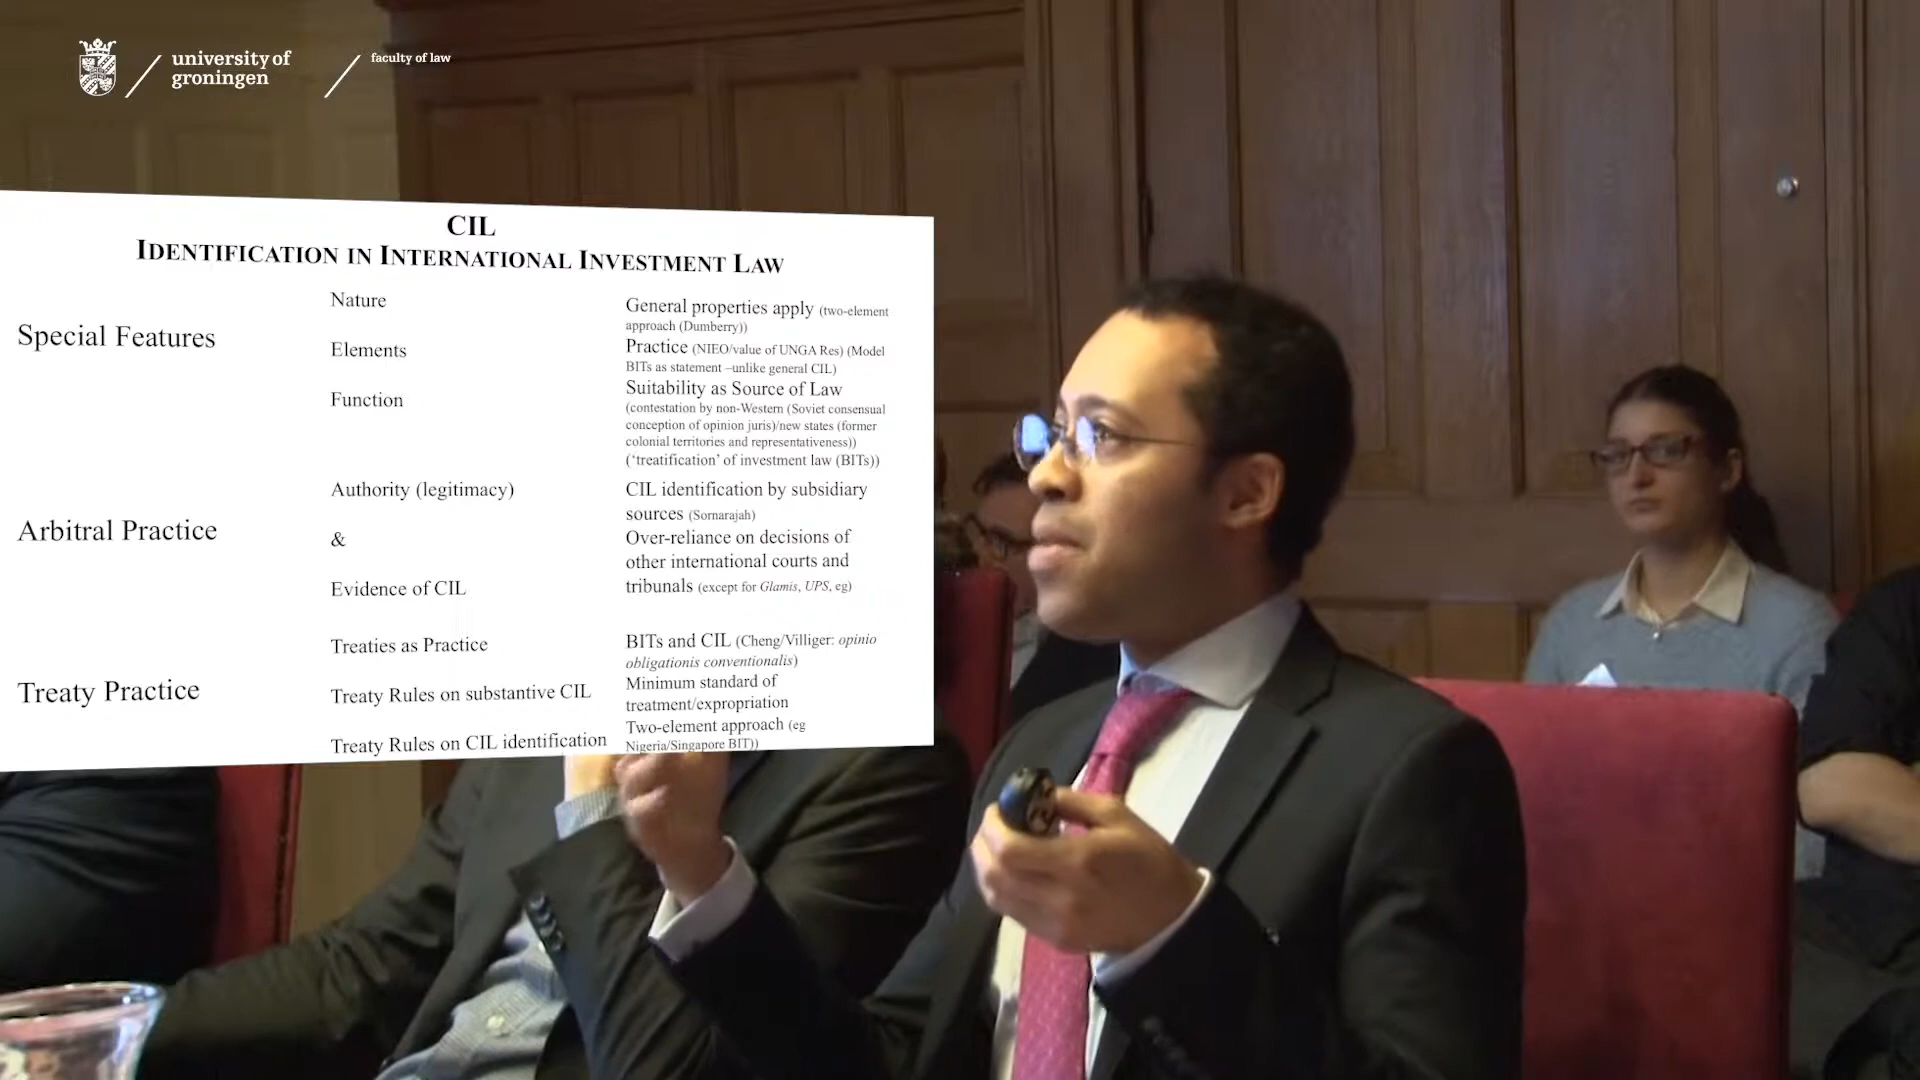 university of
groningen
faculty of law
CIL
IDENTIFICATION IN INTERNATIONAL INVESTMENT LAW
Special Features
Nature
General properties apply (two-element
approach (Dumberry))
Elements
Practice (NIEO/value of UNGA Res) (Model
BITs as statement –unlike general CIL)
Function
Suitability as Source of Law
(contestation by non-Western (Soviet consensual
conception of opinion juris)/new states (former
colonial territories and representativeness))
(‘treatification’ of investment law (BITs))
Arbitral Practice
Authority (legitimacy)
&
Evidence of CIL
CIL identification by subsidiary
sources (Sornarajah)
Over-reliance on decisions of
other international courts and
tribunals (except for Glamis, UPS, eg)
Treaty Practice
Treaties as Practice
BITs and CIL (Cheng/Villiger: opinio
obligationis conventionalis)
Treaty Rules on substantive CIL
Minimum standard of
treatment/expropriation
Treaty Rules on CIL identification
Two-element approach (eg
Nigeria/Singapore BIT))